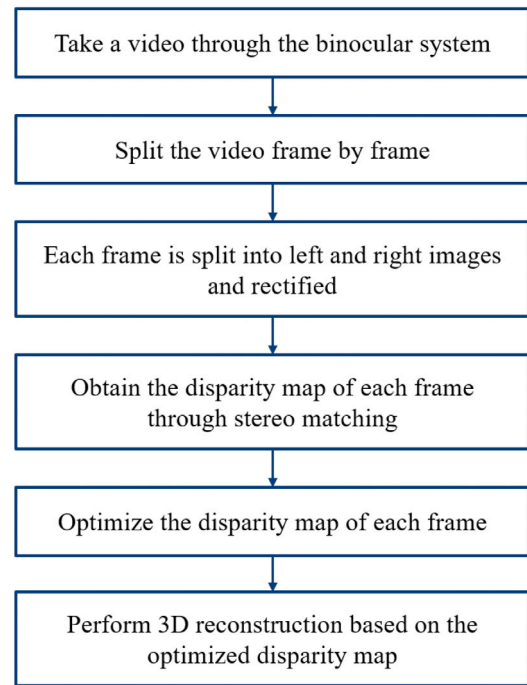 Take a video through the binocular system
Split the video frame by frame
Each frame is split into left and right images
and rectified
Obtain the disparity map of each frame
through stereo matching
Optimize the disparity map of each frame
Perform 3D reconstruction based on the
optimized disparity map